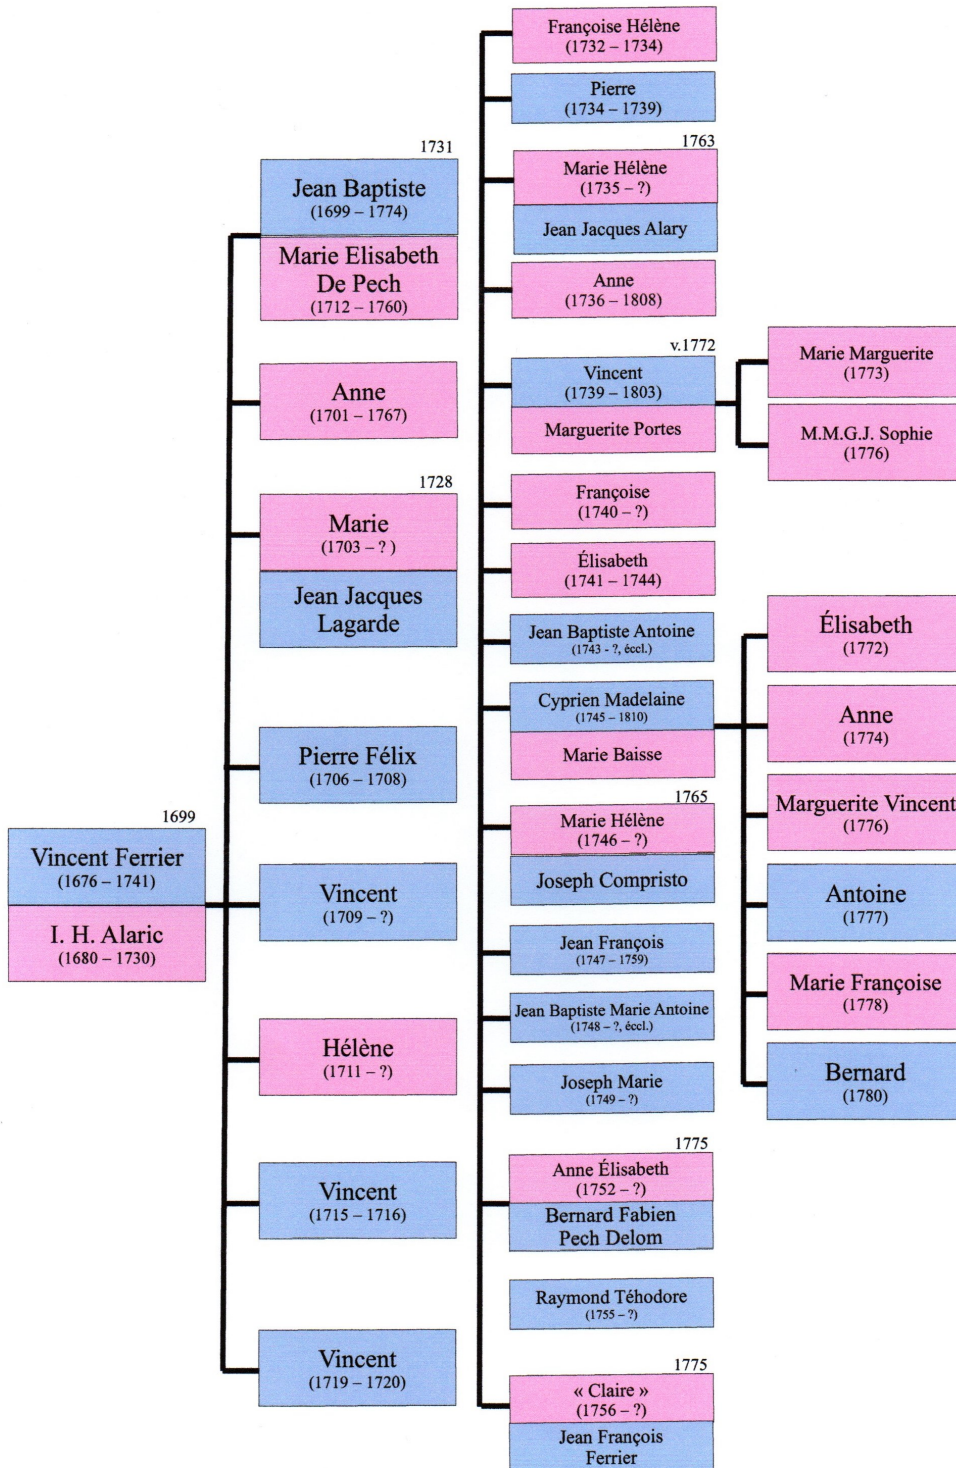 1699
Vincent Ferrier
(1676 – 1741)
I. H. Alaric
(1680 – 1730)
1731
Jean Baptiste
(1699 – 1774)
Marie Elisabeth
De Pech
(1712 – 1760)
Anne
(1701 – 1767)
1728
Marie
(1703 – ? )
Jean Jacques
Lagarde
Pierre Félix
(1706 – 1708)
Vincent
(1709 – ?)
Hélène
(1711 – ?)
Vincent
(1715 – 1716)
Vincent
(1719 – 1720)
Françoise Hélène
(1732 – 1734)
Pierre
(1734 – 1739)
1763
Marie Hélène
(1735 – ?)
Jean Jacques Alary
Anne
(1736 – 1808)
v.1772
Vincent
(1739 – 1803)
Marguerite Portes
Françoise
(1740 – ?)
Élisabeth
(1741 – 1744)
Jean Baptiste Antoine
(1743 - ?, éccl.)
Cyprien Madelaine
(1745 – 1810)
Marie Baisse
1765
Marie Hélène
(1746 – ?)
Joseph Compristo
Jean François
(1747 – 1759)
Jean Baptiste Marie Antoine
(1748 – ?, éccl.)
Joseph Marie
(1749 – ?)
1775
Anne Élisabeth
(1752 – ?)
Bernard Fabien
Pech Delom
Raymond Téhodore
(1755 – ?)
1775
« Claire »
(1756 – ?)
Jean François
Ferrier
Marie Marguerite
(1773)
M.M.G.J. Sophie
(1776)
Élisabeth
(1772)
Anne
(1774)
Marguerite Vincent
(1776)
Antoine
(1777)
Marie Françoise
(1778)
Bernard
(1780)